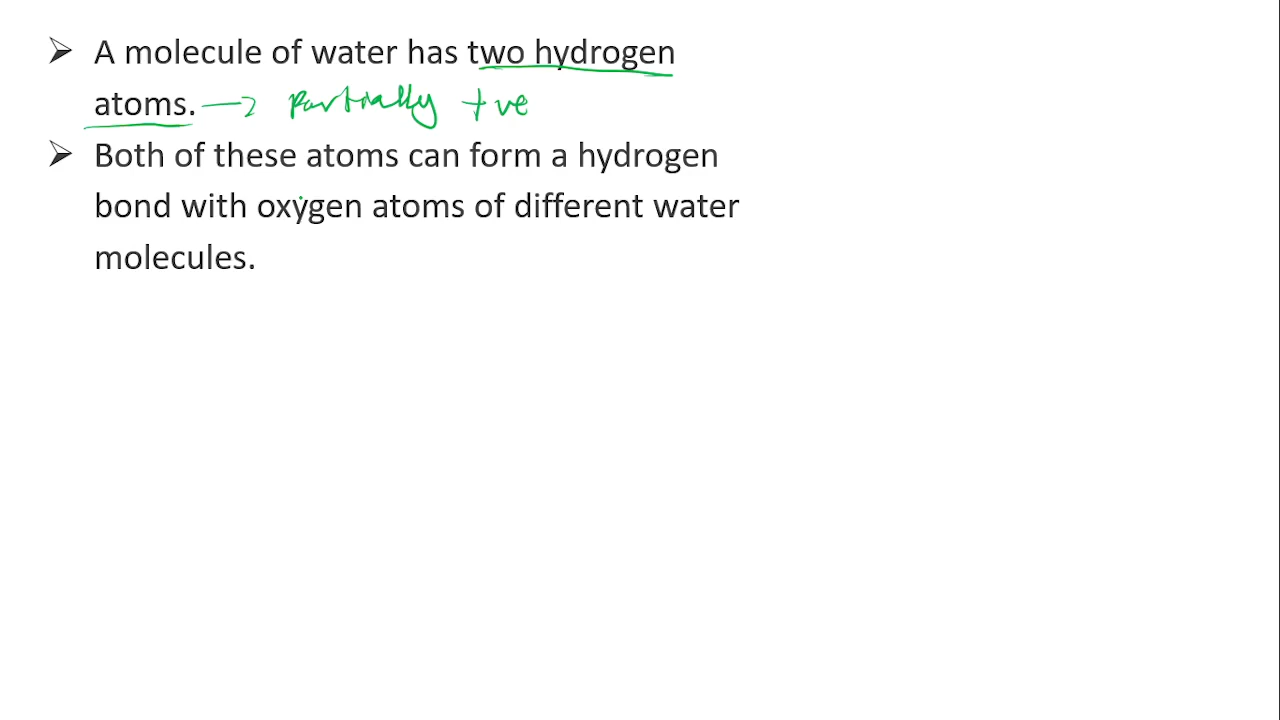 ➢ A molecule of water has two hydrogen
atoms. → Partially +ve
➢ Both of these atoms can form a hydrogen
bond with oxygen atoms of different water
molecules.